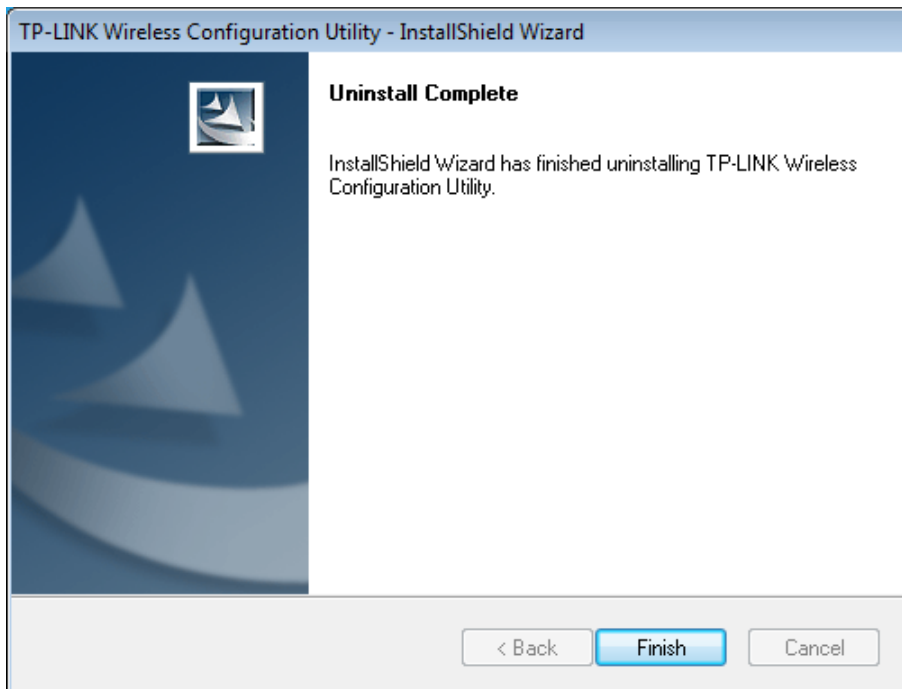 TP-LINK Wireless Configuration Utility - InstallShield Wizard
Uninstall Complete
InstallShield Wizard has finished uninstalling TP-LINK Wireless
Configuration Utility.
< Back
Finish
Cancel